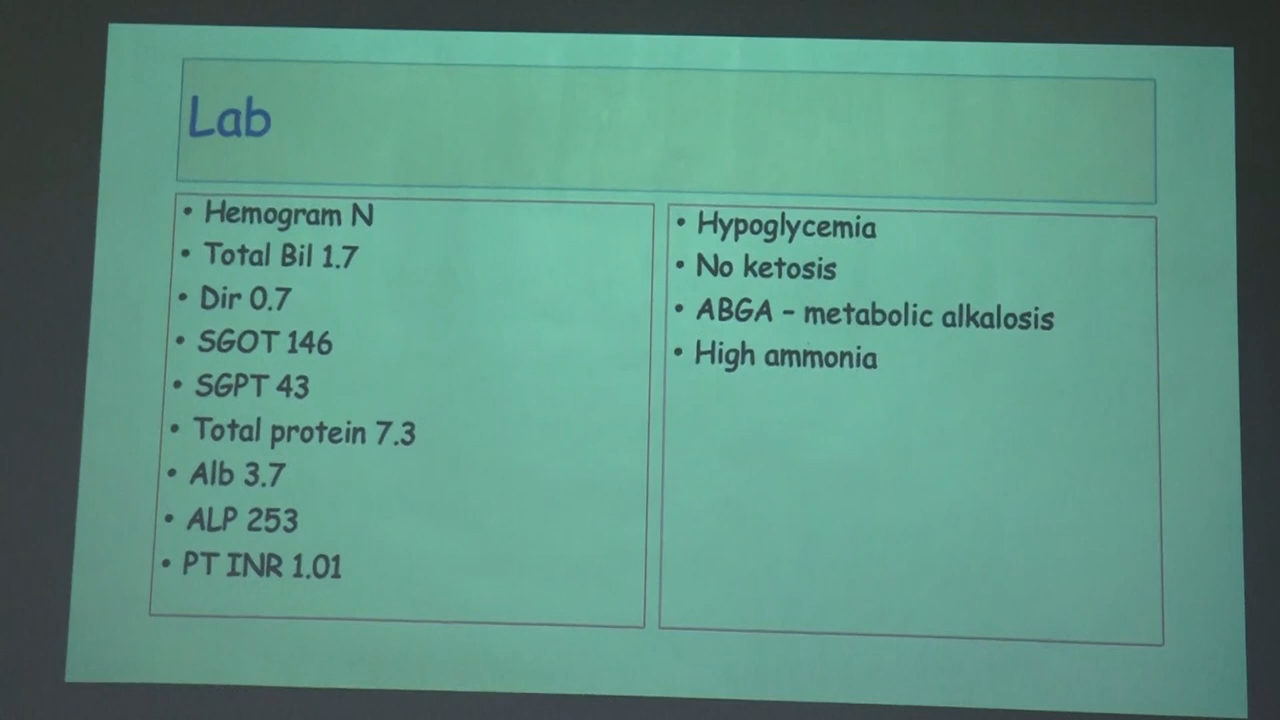 Lab
• Hemogram N
• Total Bil 1.7
• Dir 0.7
• SGOT 146
• SGPT 43
• Total protein 7.3
• Alb 3.7
• ALP 253
• PT INR 1.01
• Hypoglycemia
• No ketosis
• ABGA – metabolic alkalosis
• High ammonia